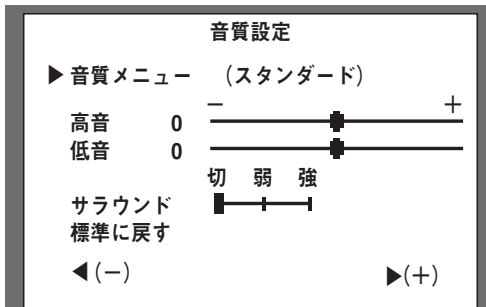 音質設定
▶音質メニュー (スタンダード)
− +
高音 0
低音 0
切 弱 強
サラウンド
標準に戻す
◀(−) ▶(+)